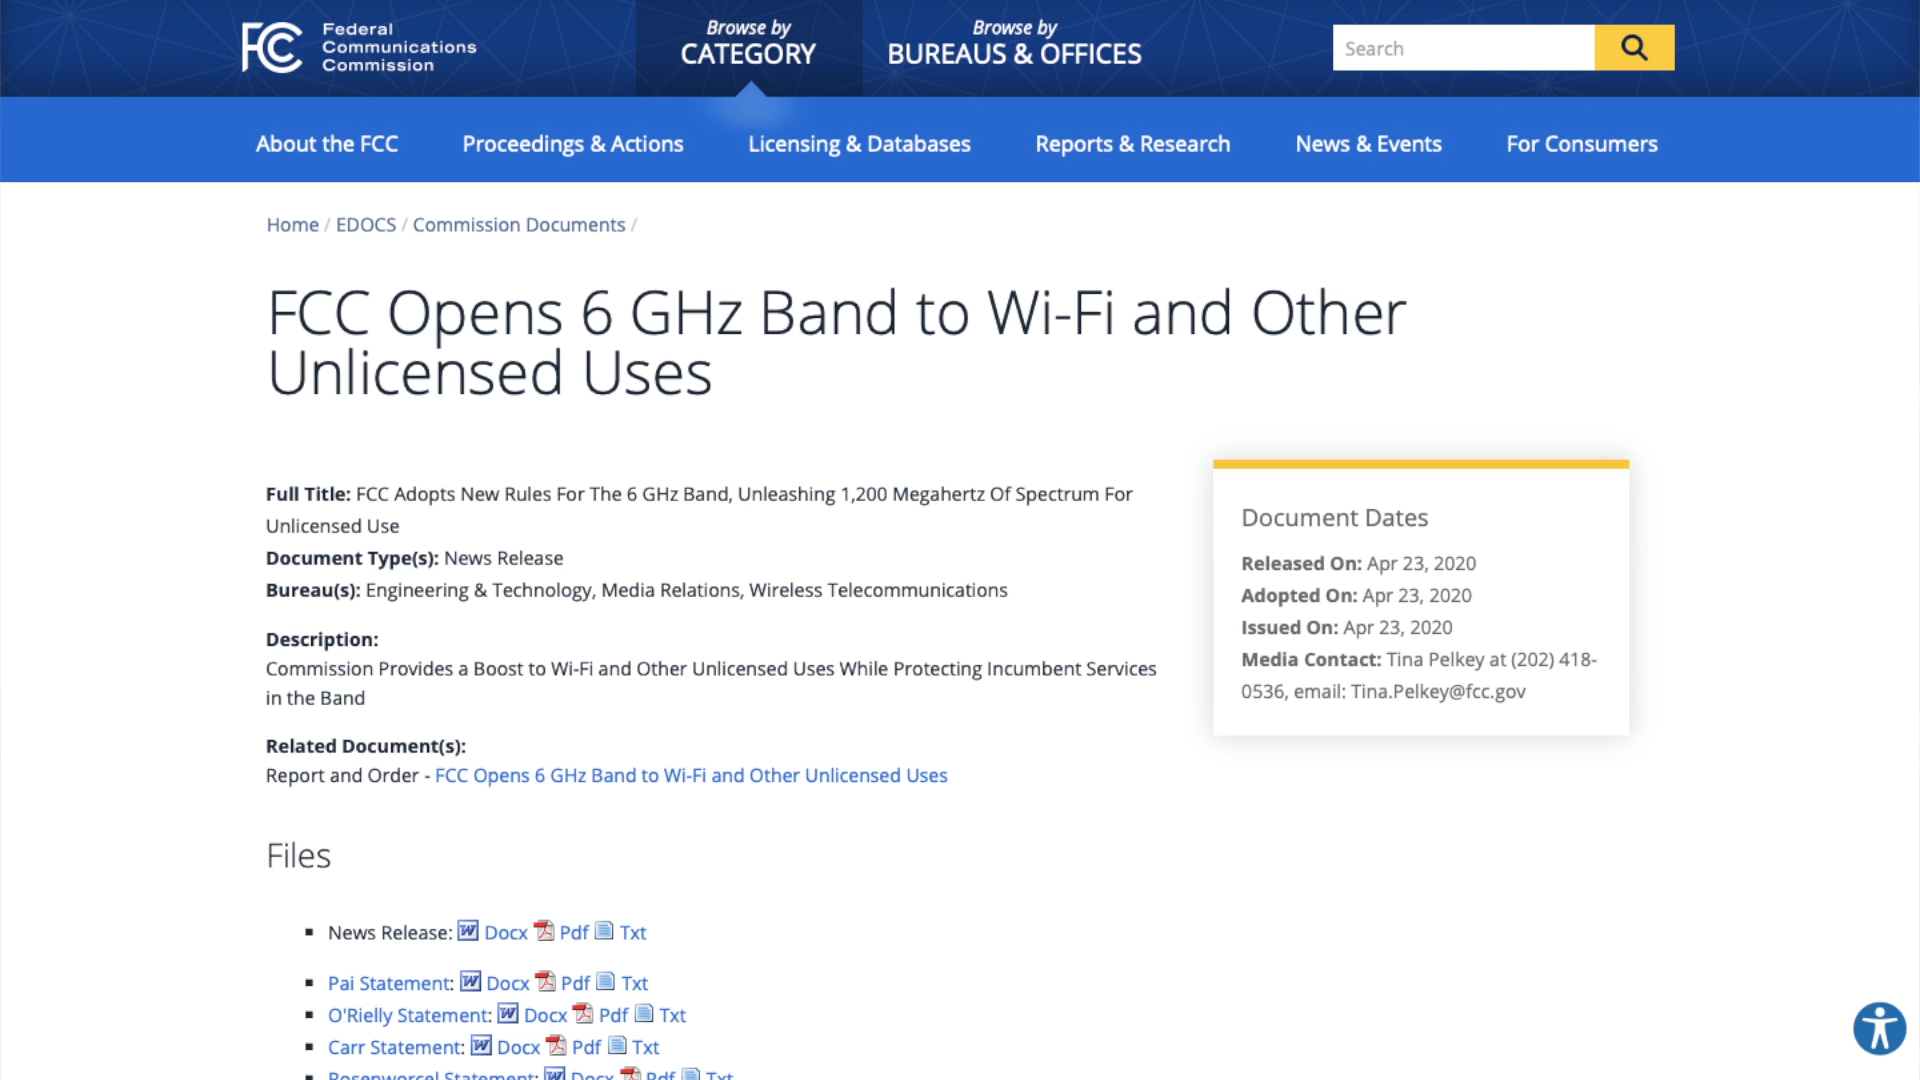 Federal
Communications
Commission
Browse by
CATEGORY
Browse by
BUREAUS & OFFICES
Search
About the FCC
Proceedings & Actions
Licensing & Databases
Reports & Research
News & Events
For Consumers
Home / EDOCS / Commission Documents /
FCC Opens 6 GHz Band to Wi-Fi and Other
Unlicensed Uses
Full Title: FCC Adopts New Rules For The 6 GHz Band, Unleashing 1,200 Megahertz Of Spectrum For
Unlicensed Use
Document Type(s): News Release
Bureau(s): Engineering & Technology, Media Relations, Wireless Telecommunications
Description:
Commission Provides a Boost to Wi-Fi and Other Unlicensed Uses While Protecting Incumbent Services
in the Band
Related Document(s):
Report and Order - FCC Opens 6 GHz Band to Wi-Fi and Other Unlicensed Uses
Document Dates
Released On: Apr 23, 2020
Adopted On: Apr 23, 2020
Issued On: Apr 23, 2020
Media Contact: Tina Pelkey at (202) 418-
0536, email: Tina.Pelkey@fcc.gov
Files
News Release: Docx Pdf Txt
Pai Statement: Docx Pdf Txt
O'Rielly Statement: Docx Pdf Txt
Carr Statement: Docx Pdf Txt
Rosenworcel Statement: Docx Pdf Txt